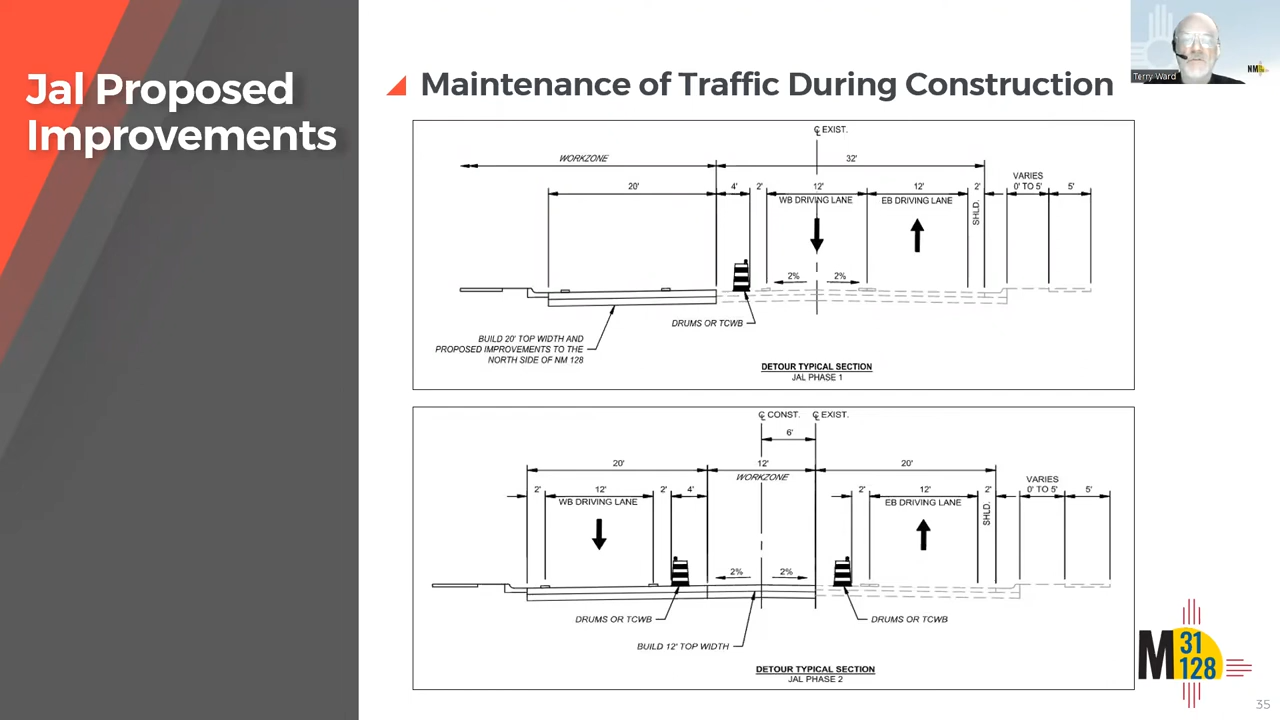 Jal Proposed
Improvements
Maintenance of Traffic During Construction
Terry Ward
NM
℄ EXIST.
WORKZONE
32'
20'
4'
2'
12'
12'
2'
VARIES
0' TO 5'
5'
WB DRIVING LANE
EB DRIVING LANE
SHLD.
2%
2%
DRUMS OR TCWB
BUILD 20' TOP WIDTH AND
PROPOSED IMPROVEMENTS TO THE
NORTH SIDE OF NM 128
DETOUR TYPICAL SECTION
JAL PHASE 1
℄ CONST.
℄ EXIST.
6'
20'
12'
20'
WORKZONE
2'
12'
2'
4'
2'
12'
2'
VARIES
0' TO 5'
5'
WB DRIVING LANE
EB DRIVING LANE
SHLD.
2%
2%
DRUMS OR TCWB
DRUMS OR TCWB
BUILD 12' TOP WIDTH
DETOUR TYPICAL SECTION
JAL PHASE 2
M 31
128
35